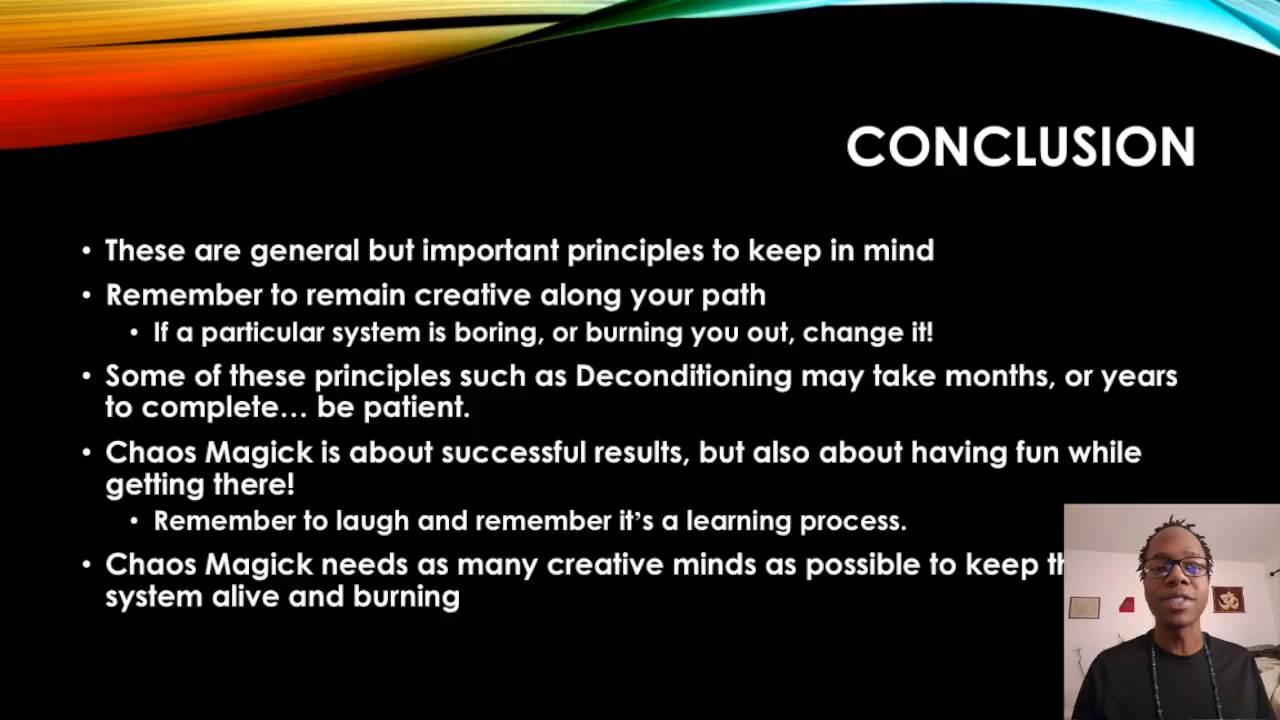 CONCLUSION
• These are general but important principles to keep in mind
• Remember to remain creative along your path
• If a particular system is boring, or burning you out, change it!
• Some of these principles such as Deconditioning may take months, or years
to complete... be patient.
• Chaos Magick is about successful results, but also about having fun while
getting there!
• Remember to laugh and remember it's a learning process.
• Chaos Magick needs as many creative minds as possible to keep
system alive and burning